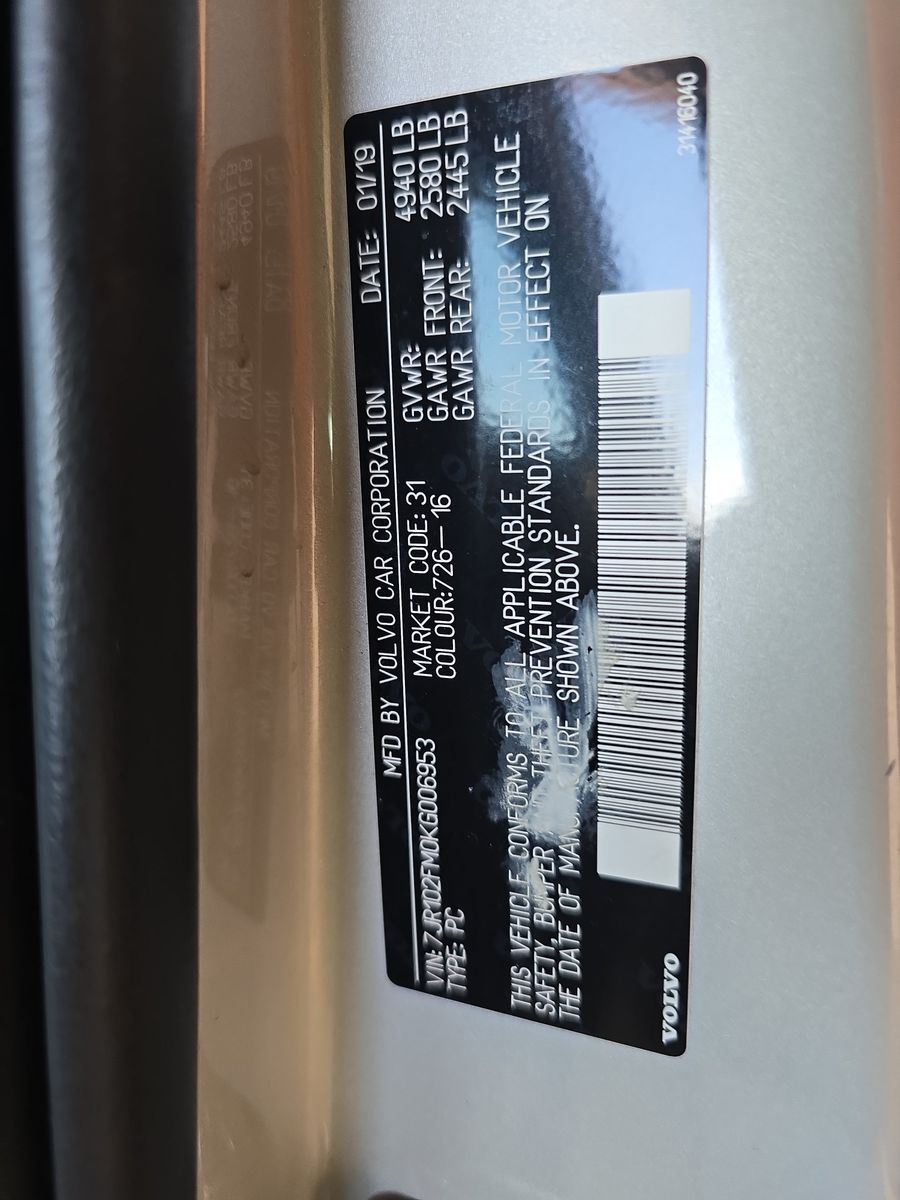 MFD BY VOLVO CAR CORPORATION DATE: 01/19
VIN: 7JR102FM0KG006953 MARKET CODE: 31 GVWR: 4940 LB
TYPE: PC COLOUR:726—16 GAWR FRONT: 2580 LB
GAWR REAR: 2445 LB
THIS VEHICLE CONFORMS TO ALL APPLICABLE FEDERAL MOTOR VEHICLE
SAFETY, BUMPER THEFT PREVENTION STANDARDS IN EFFECT ON
THE DATE OF SHOWN ABOVE.
VOLVO 31416040